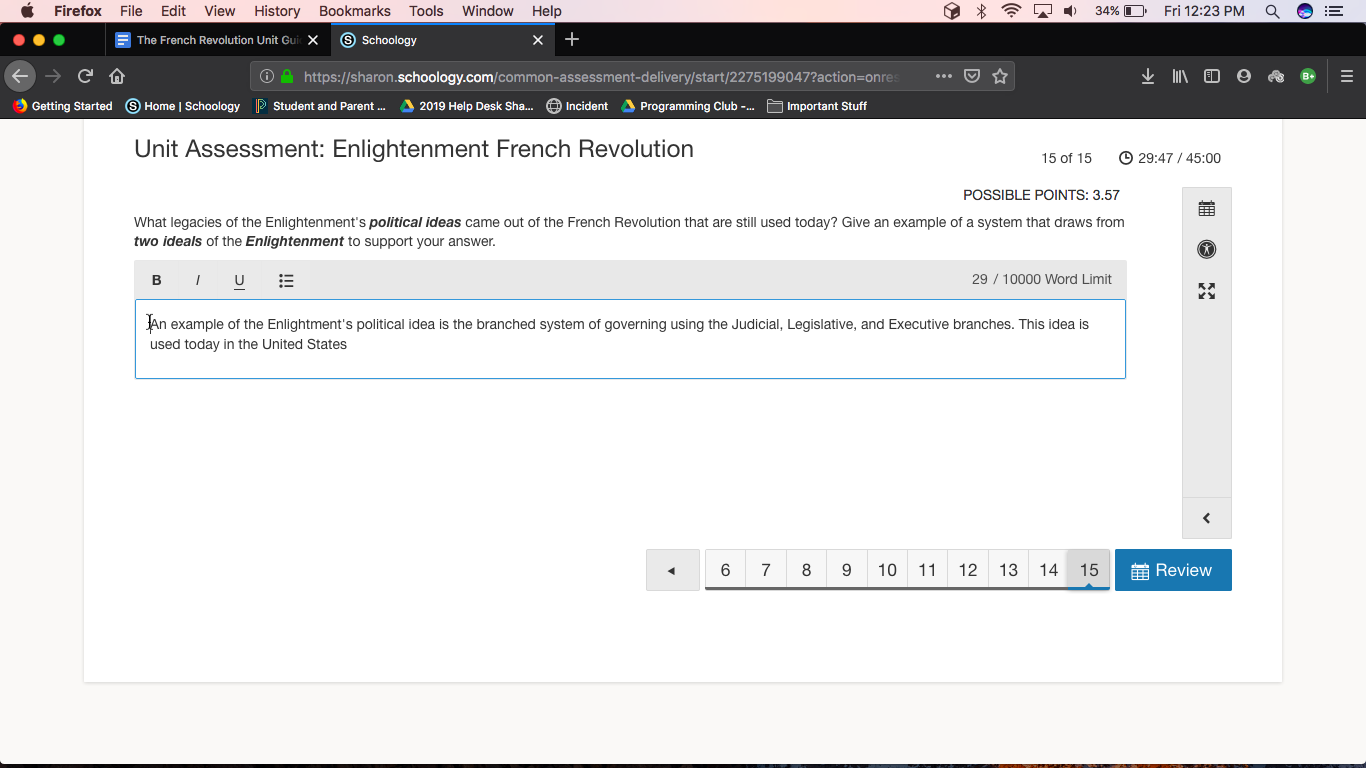 Firefox File Edit View History Bookmarks Tools Window Help 34% Fri 12:23 PM
The French Revolution Unit Gui Schoology
https://sharon.schoology.com/common-assessment-delivery/start/2275199047?action=onres
Getting Started Home | Schoology Student and Parent ... 2019 Help Desk Sha... Incident Programming Club -... Important Stuff
Unit Assessment: Enlightenment French Revolution
15 of 15 29:47 / 45:00
POSSIBLE POINTS: 3.57
What legacies of the Enlightenment's political ideas came out of the French Revolution that are still used today? Give an example of a system that draws from
two ideals of the Enlightenment to support your answer.
B I U 29 / 10000 Word Limit
An example of the Enlightment's political idea is the branched system of governing using the Judicial, Legislative, and Executive branches. This idea is
used today in the United States
6 7 8 9 10 11 12 13 14 15 Review